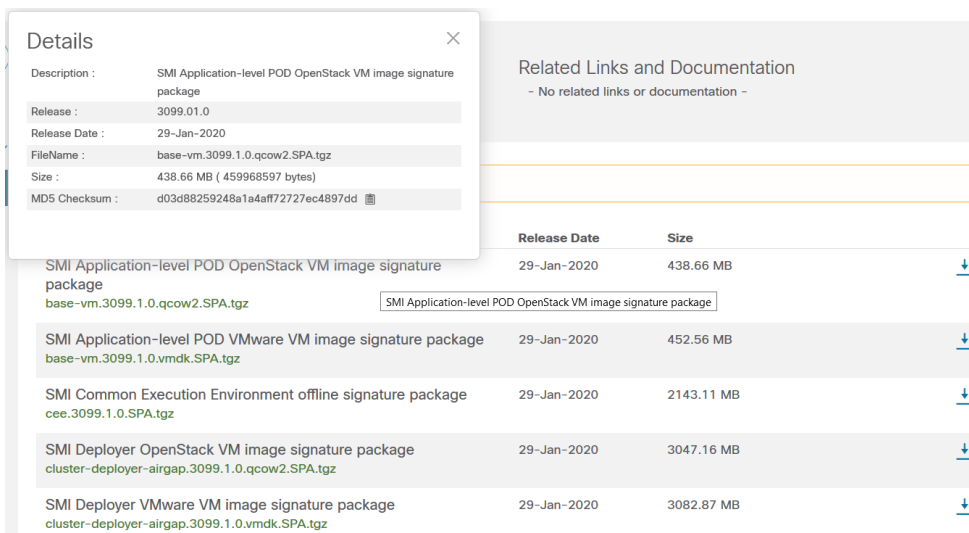 Details
Description : SMI Application-level POD OpenStack VM image signature
package
Release : 3099.01.0
Release Date : 29-Jan-2020
FileName : base-vm.3099.1.0.qcow2.SPA.tgz
Size : 438.66 MB ( 459968597 bytes)
MD5 Checksum : d03d88259248a1a4aff72727ec4897dd
Related Links and Documentation
- No related links or documentation -
Release Date Size
SMI Application-level POD OpenStack VM image signature 29-Jan-2020 438.66 MB
package
base-vm.3099.1.0.qcow2.SPA.tgz
SMI Application-level POD OpenStack VM image signature package
SMI Application-level POD VMware VM image signature package 29-Jan-2020 452.56 MB
base-vm.3099.1.0.vmdk.SPA.tgz
SMI Common Execution Environment offline signature package 29-Jan-2020 2143.11 MB
cee.3099.1.0.SPA.tgz
SMI Deployer OpenStack VM image signature package 29-Jan-2020 3047.16 MB
cluster-deployer-airgap.3099.1.0.qcow2.SPA.tgz
SMI Deployer VMware VM image signature package 29-Jan-2020 3082.87 MB
cluster-deployer-airgap.3099.1.0.vmdk.SPA.tgz